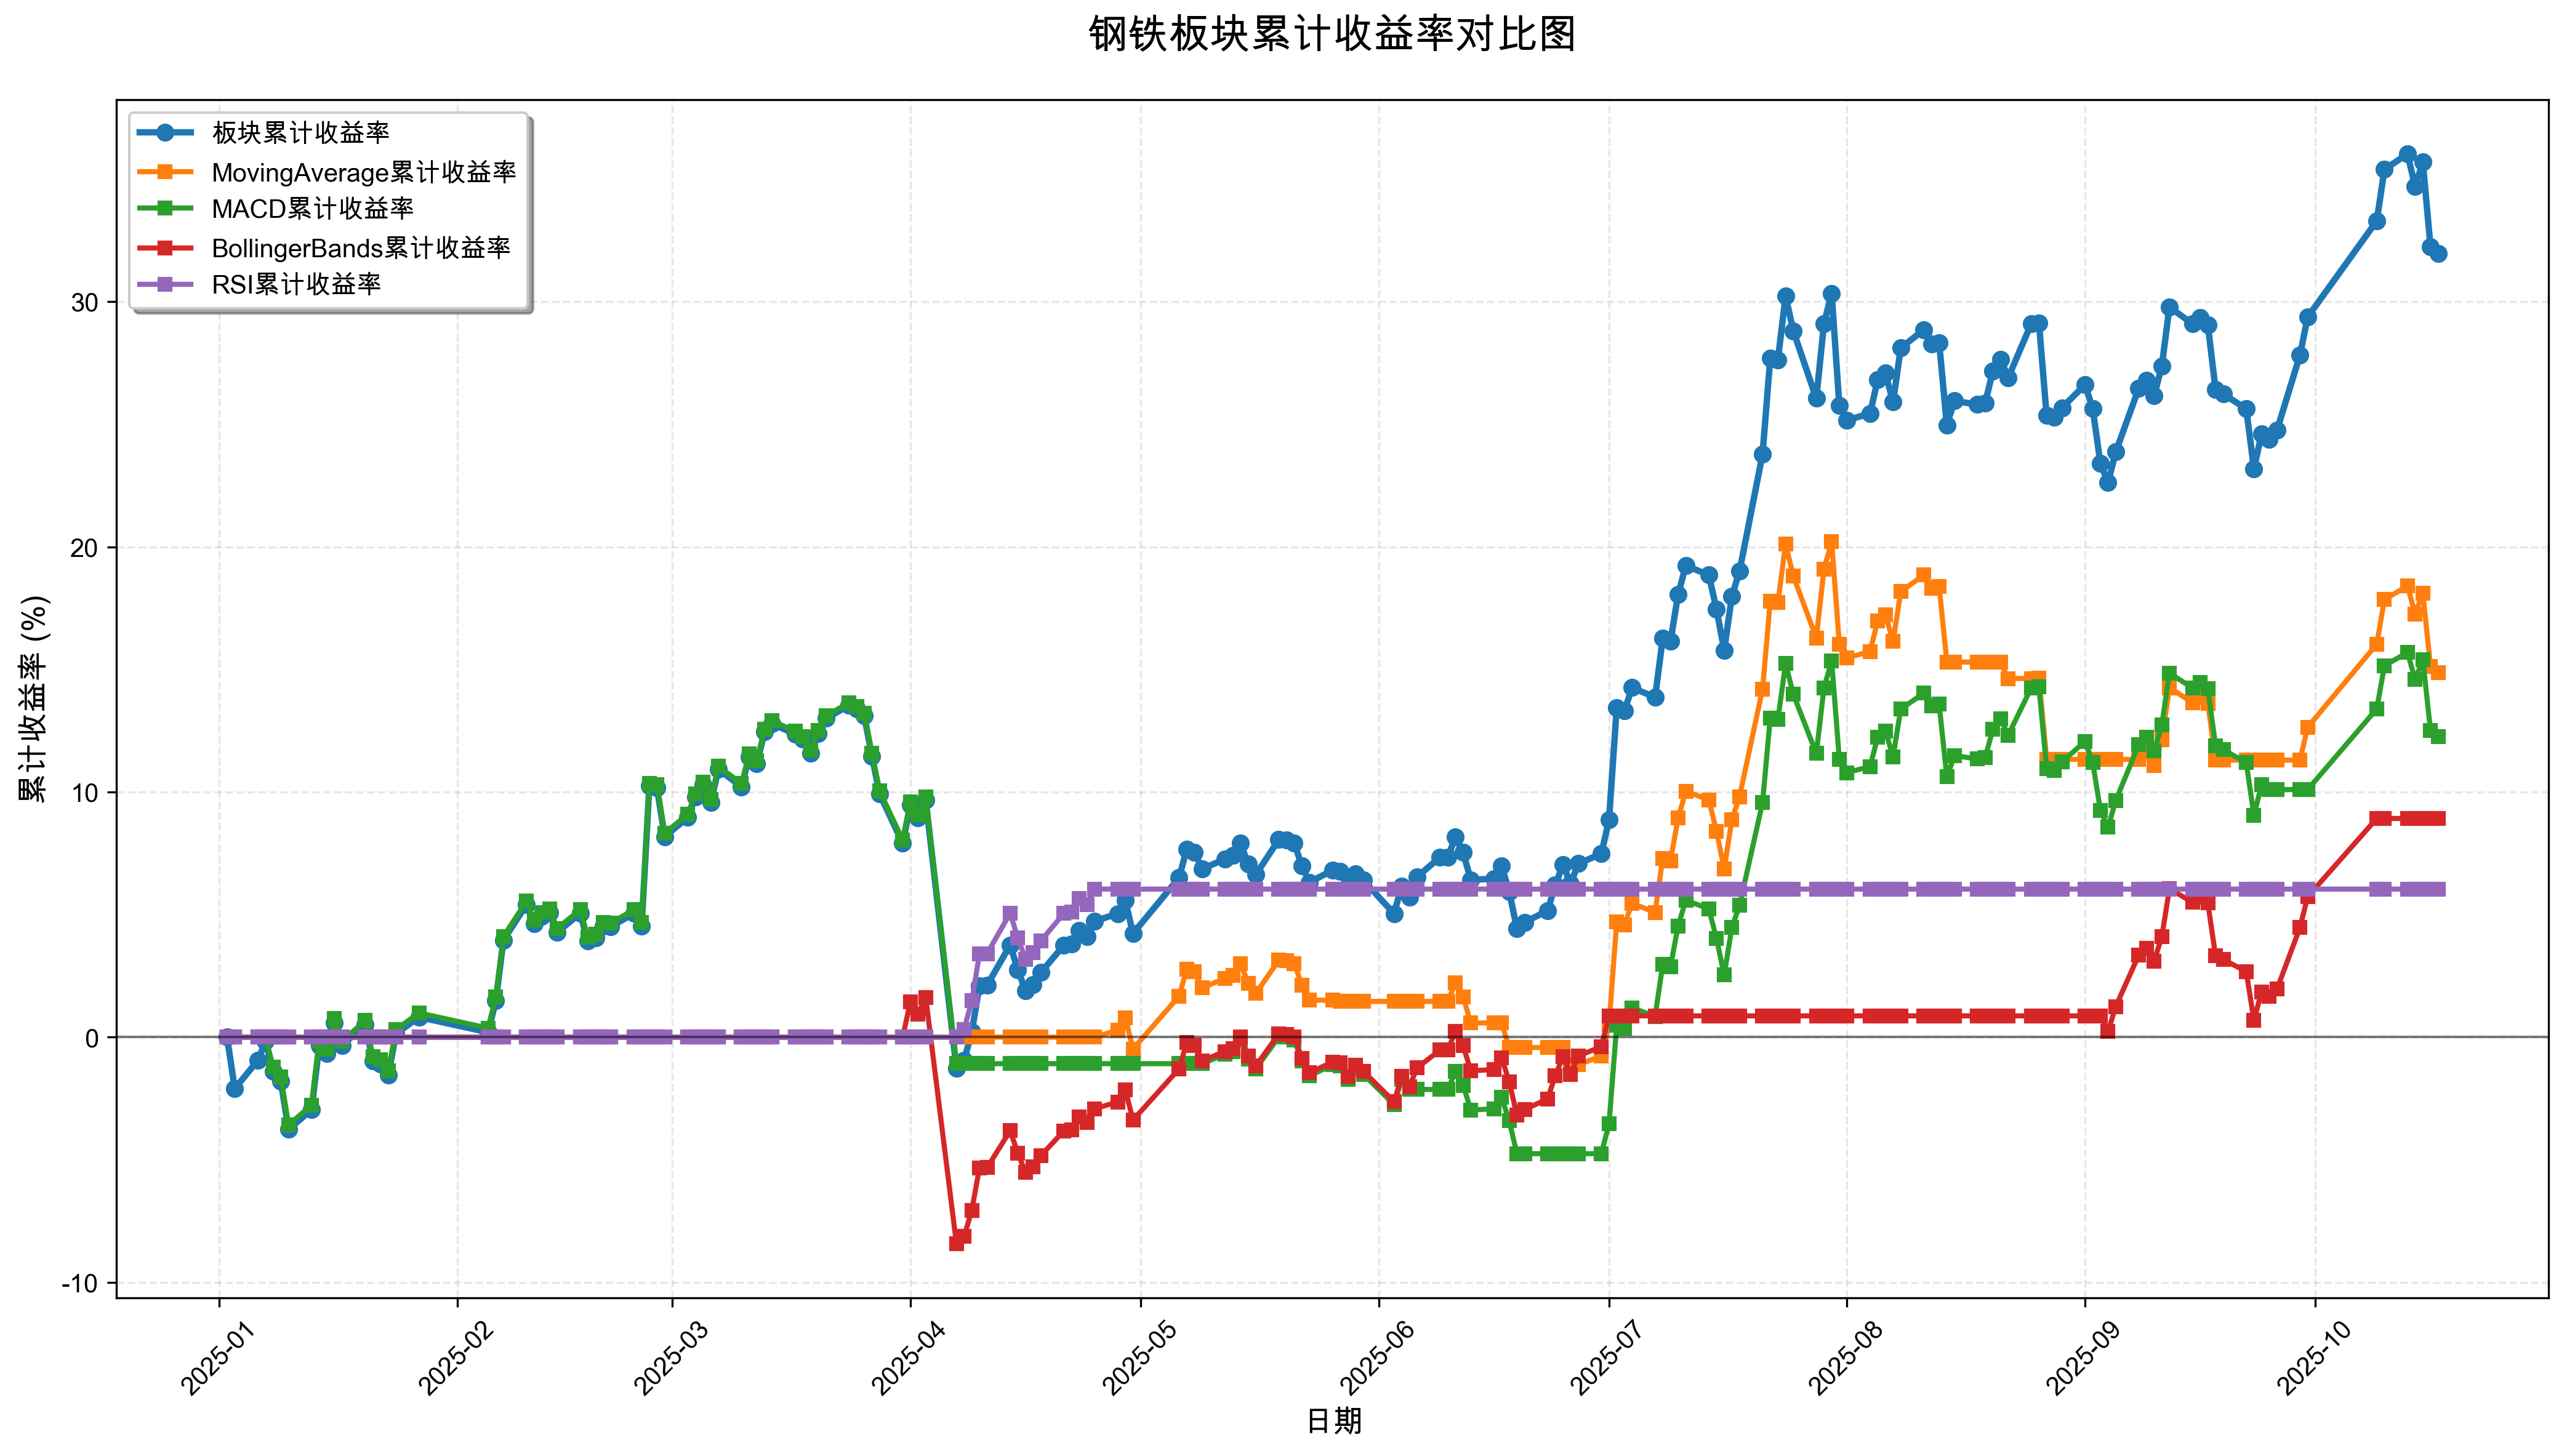 钢铁板块累计收益率对比图
板块累计收益率
MovingAverage累计收益率
MACD累计收益率
BollingerBands累计收益率
RSI累计收益率
累计收益率 (%)
30
20
10
0
-10
2025-01
2025-02
2025-03
2025-04
2025-05
2025-06
2025-07
2025-08
2025-09
2025-10
日期